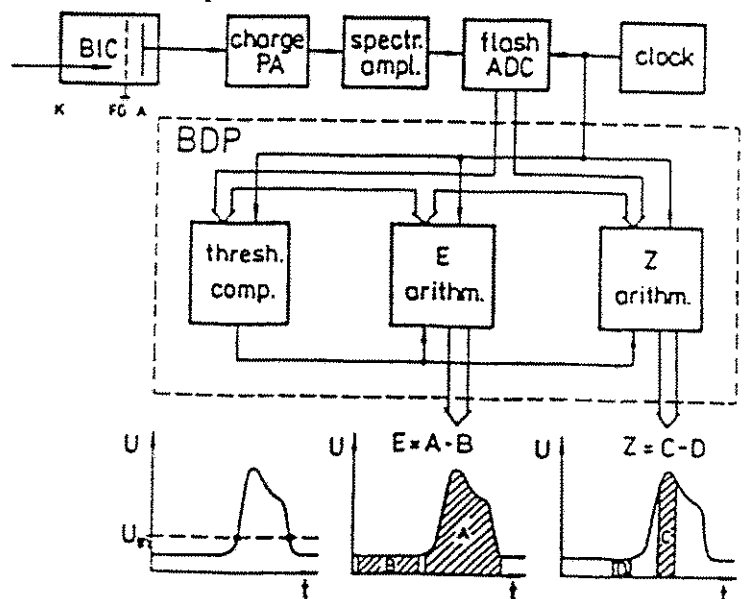 BIC
charge
PA
spectr.
ampl.
flash
ADC
clock
K FG A
BDP
thresh.
comp.
E
arithm.
Z
arithm.
U
t
U
E=A-B
A
B
t
U
Z=C-D
C
D
t